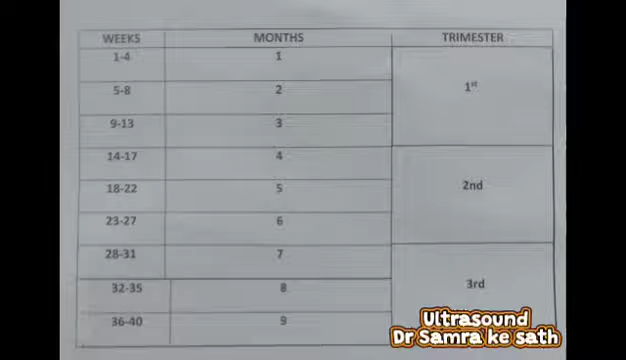 WEEKS MONTHS TRIMESTER
1-4 1
5-8 2 1st
9-13 3
14-17 4
18-22 5 2nd
23-27 6
28-31 7
32-35 8 3rd
36-40 9
Ultrasound
Dr Samra ke sath